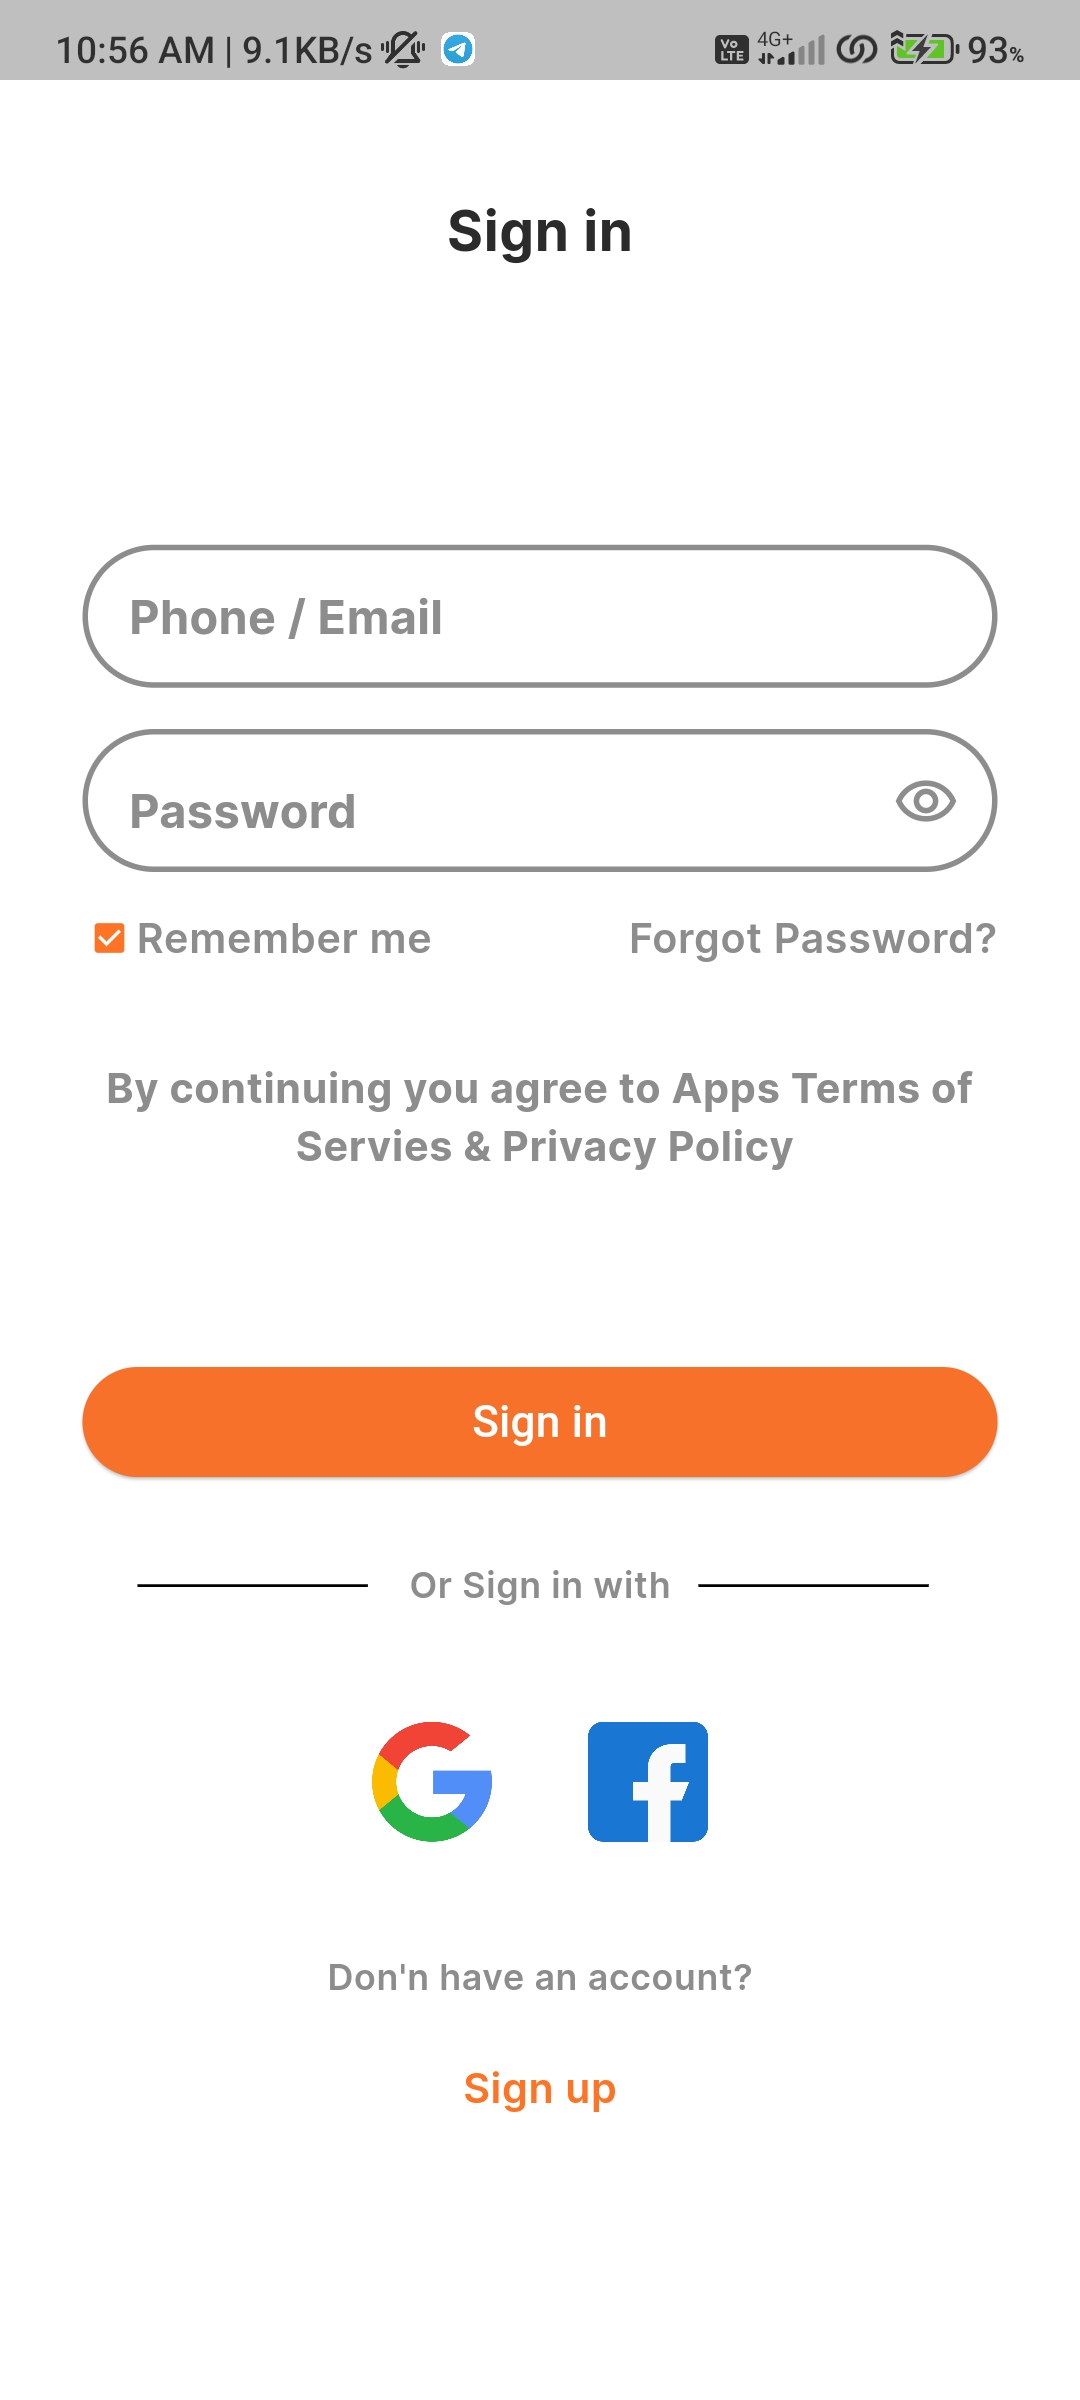 10:56 AM | 9.1KB/s Vo LTE 4G+ 93%
Sign in
Phone / Email
Password
Remember me Forgot Password?
By continuing you agree to Apps Terms of
Servies & Privacy Policy
Sign in
Or Sign in with
Don'n have an account?
Sign up